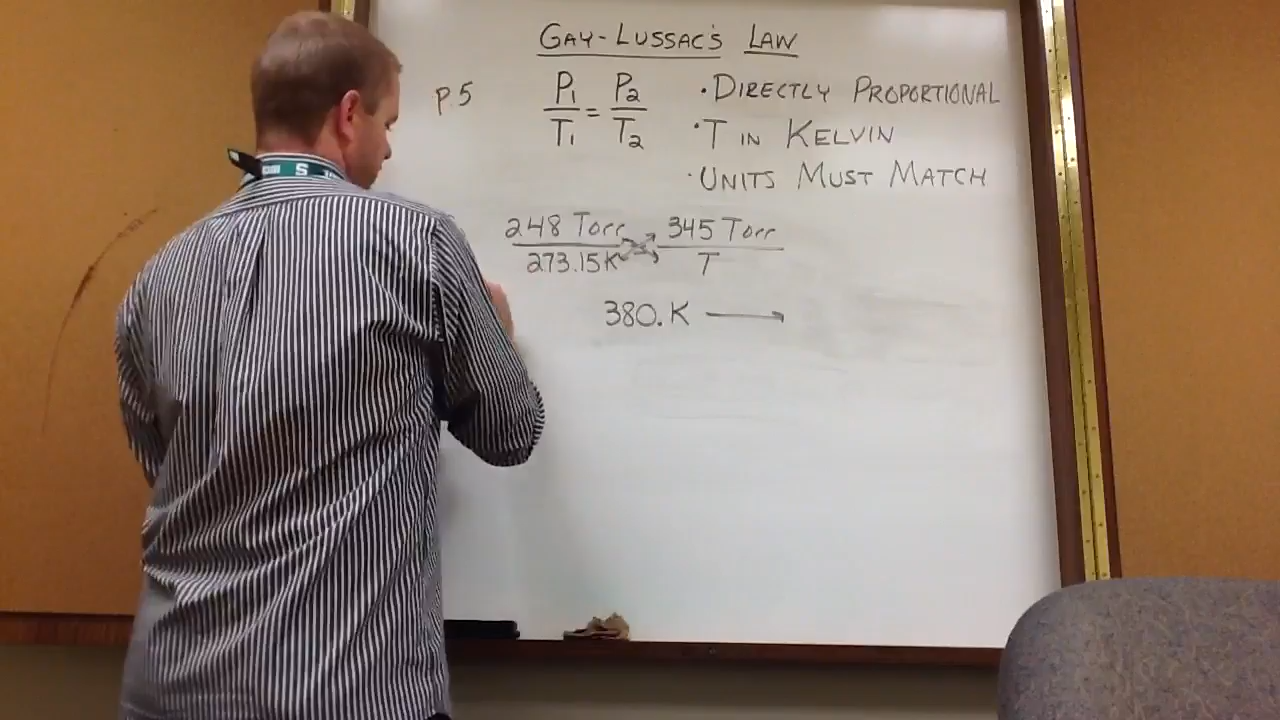 GAY-LUSSAC'S LAW
P.5
P1/T1 = P2/T2
• DIRECTLY PROPORTIONAL
• T IN KELVIN
• UNITS MUST MATCH
248 Torr 345 Torr
273.15K T
380. K →
S